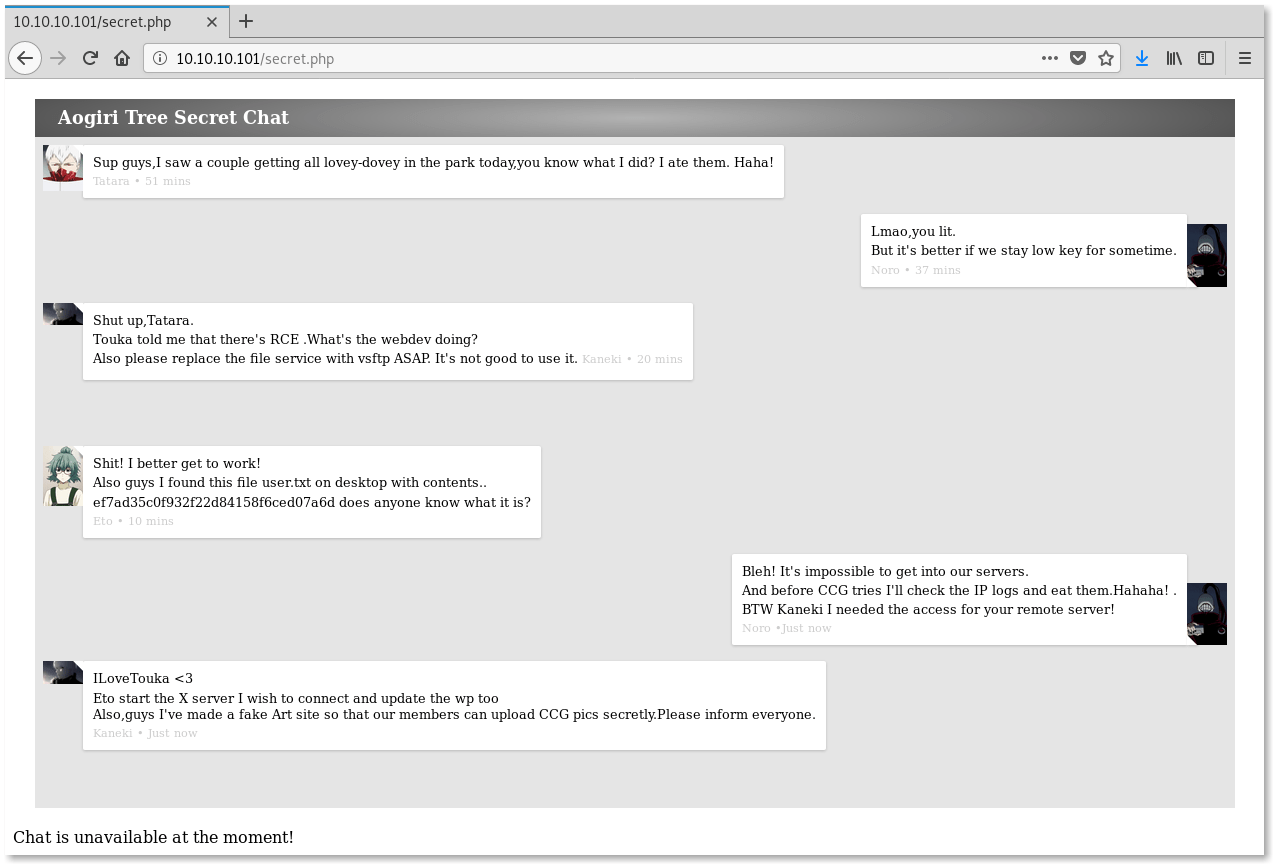 10.10.10.101/secret.php
10.10.10.101/secret.php
Aogiri Tree Secret Chat
Sup guys,I saw a couple getting all lovey-dovey in the park today,you know what I did? I ate them. Haha!
Tatara • 51 mins
Lmao,you lit.
But it's better if we stay low key for sometime.
Noro • 37 mins
Shut up,Tatara.
Touka told me that there's RCE .What's the webdev doing?
Also please replace the file service with vsftp ASAP. It's not good to use it. Kaneki • 20 mins
Shit! I better get to work!
Also guys I found this file user.txt on desktop with contents..
ef7ad35c0f932f22d84158f6ced07a6d does anyone know what it is?
Eto • 10 mins
Bleh! It's impossible to get into our servers.
And before CCG tries I'll check the IP logs and eat them.Hahaha! .
BTW Kaneki I needed the access for your remote server!
Noro •Just now
ILoveTouka <3
Eto start the X server I wish to connect and update the wp too
Also,guys I've made a fake Art site so that our members can upload CCG pics secretly.Please inform everyone.
Kaneki • Just now
Chat is unavailable at the moment!